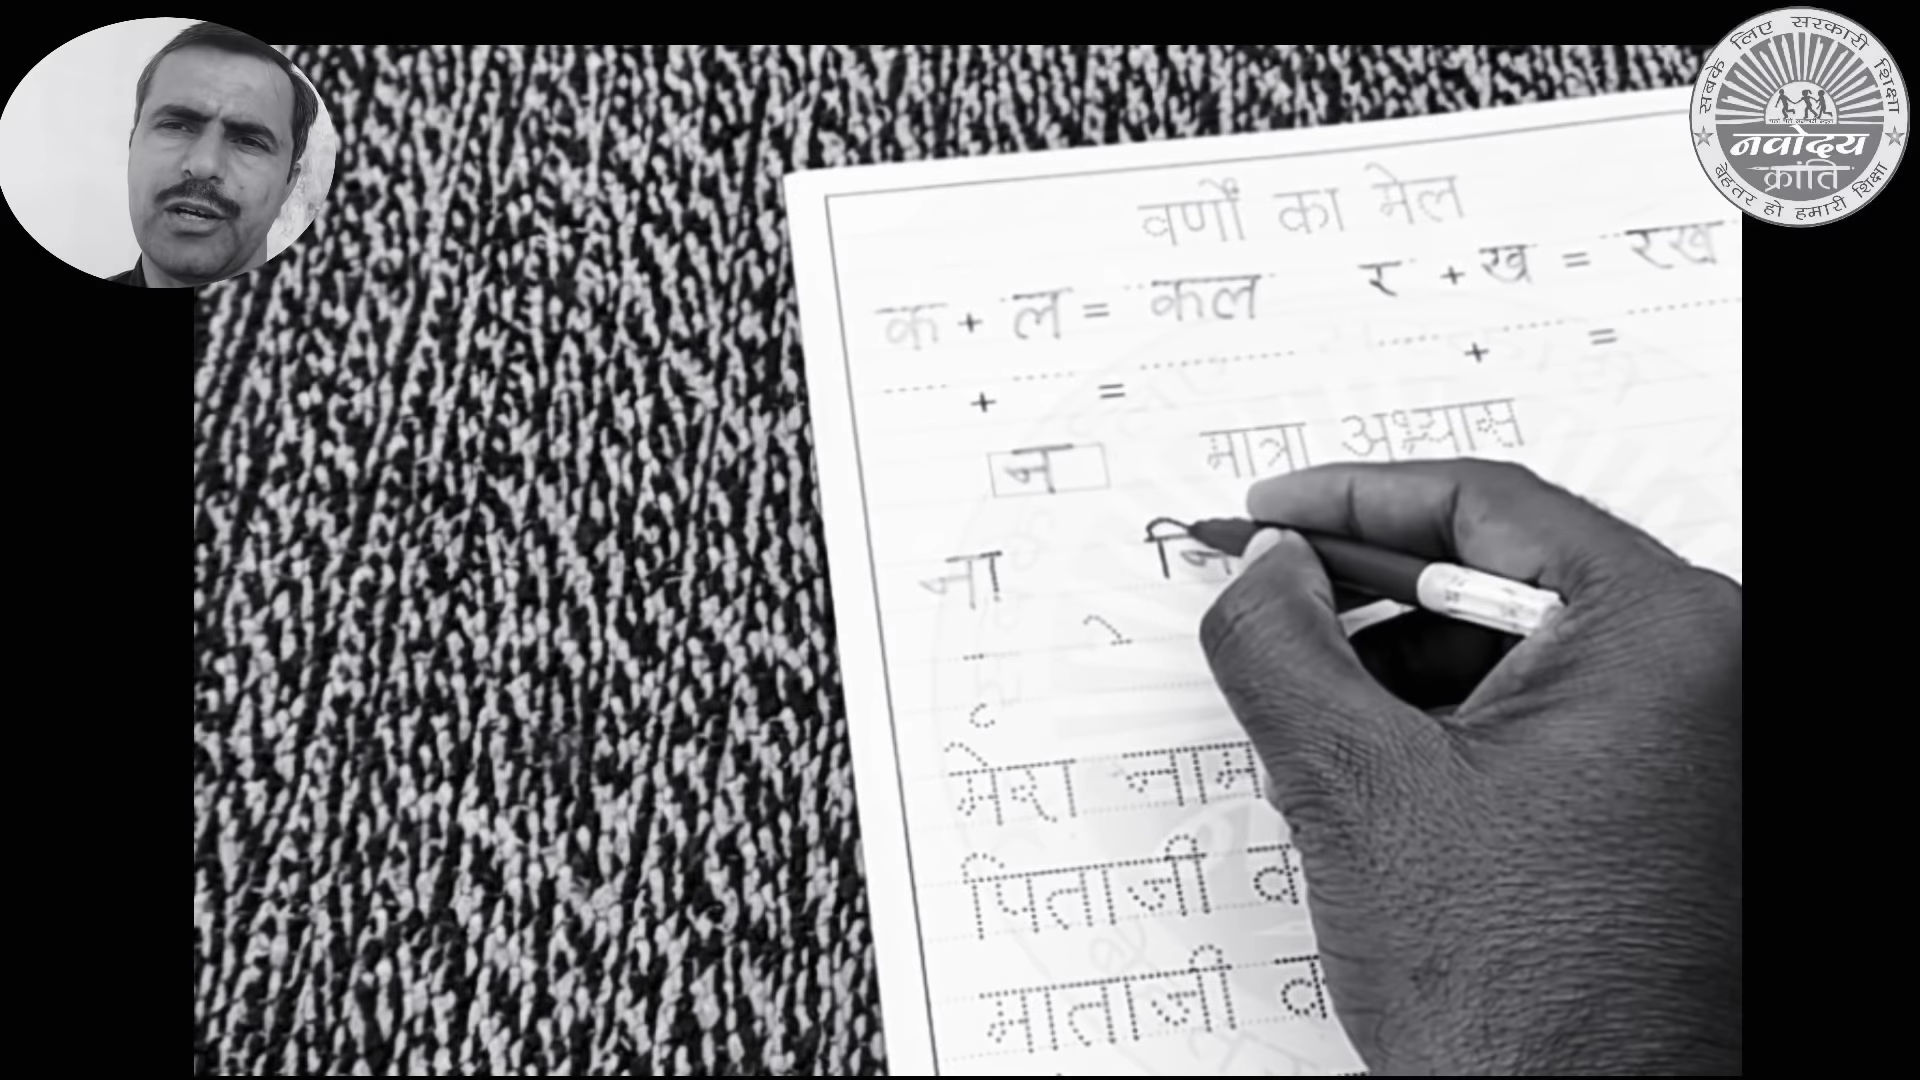 वर्णों का मेल
क + ल = कल र + ख = रख
+ = + =
न मात्रा अभ्यास
ना नि
मेरा नाम
पिताजी
माताजी
सबके लिए सरकारी शिक्षा
नवोदय
क्रांति
बेहतर हो हमारी शिक्षा